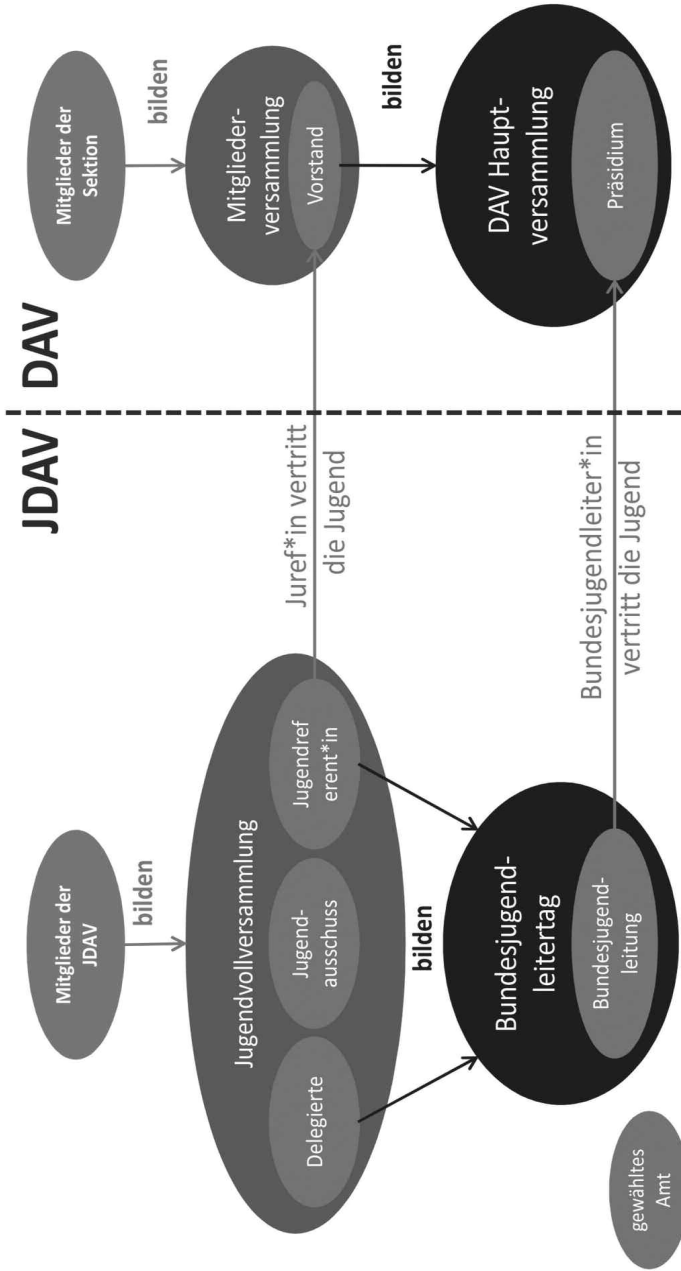 JDAV
DAV
Mitglieder der
JDAV
bilden
Jugendvollversammlung
Delegierte
Jugend-
ausschuss
Jugendref
erent*in
bilden
Bundesjugend-
leitertag
Bundesjugend-
leitung
gewähltes
Amt
Juref*in vertritt
die Jugend
Bundesjugendleiter*in
vertritt die Jugend
Mitglieder der
Sektion
bilden
Mitglieder-
versammlung
Vorstand
bilden
DAV Haupt-
versammlung
Präsidium